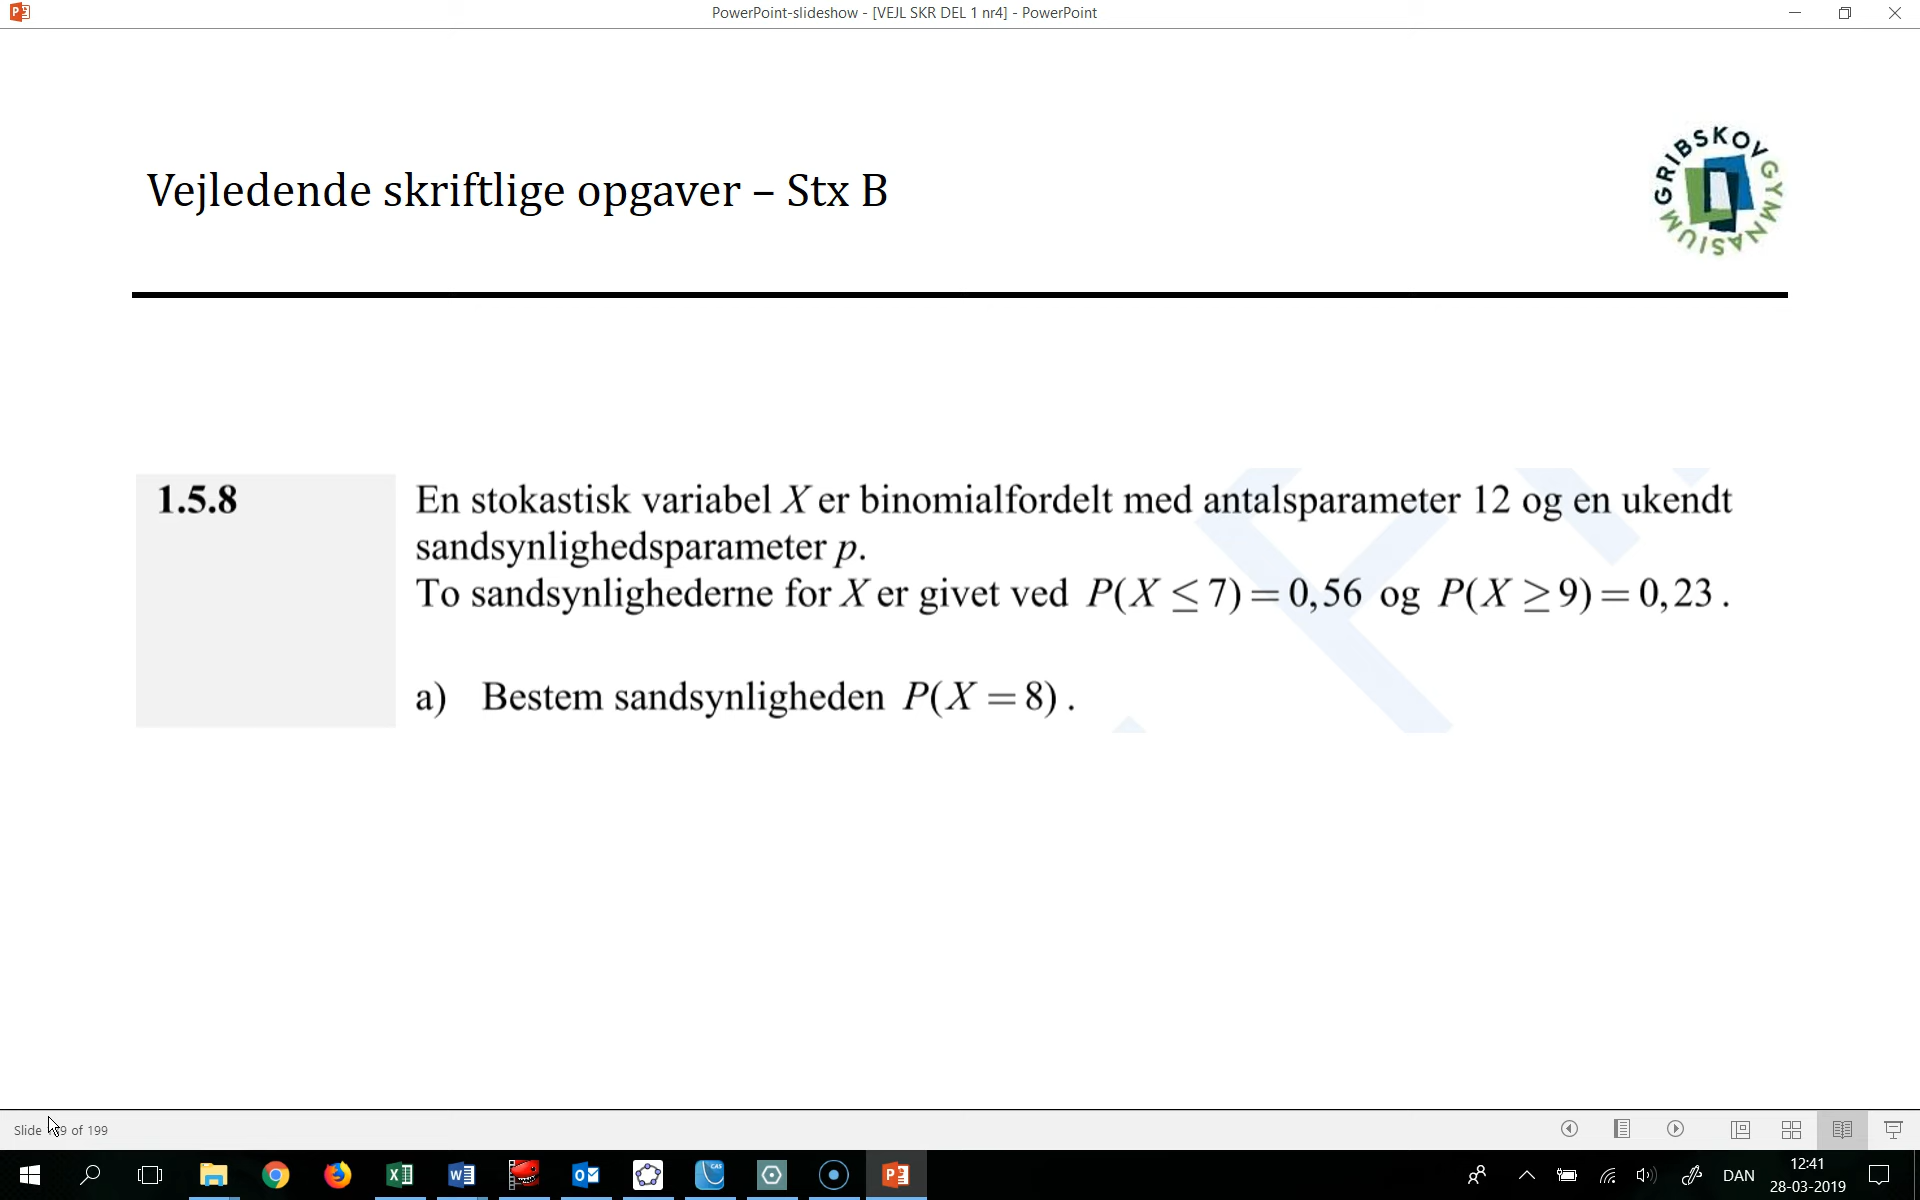 PowerPoint-slideshow - [VEJL SKR DEL 1 nr4] - PowerPoint
GRIBSKOV GYMNASIUM
Vejledende skriftlige opgaver – Stx B
1.5.8
En stokastisk variabel X er binomialfordelt med antalsparameter 12 og en ukendt
sandsynlighedsparameter p.
To sandsynlighederne for X er givet ved P(X ≤ 7) = 0,56 og P(X ≥ 9) = 0,23.
a) Bestem sandsynligheden P(X = 8).
Slide of 199
CAS
DAN
12:41
28-03-2019